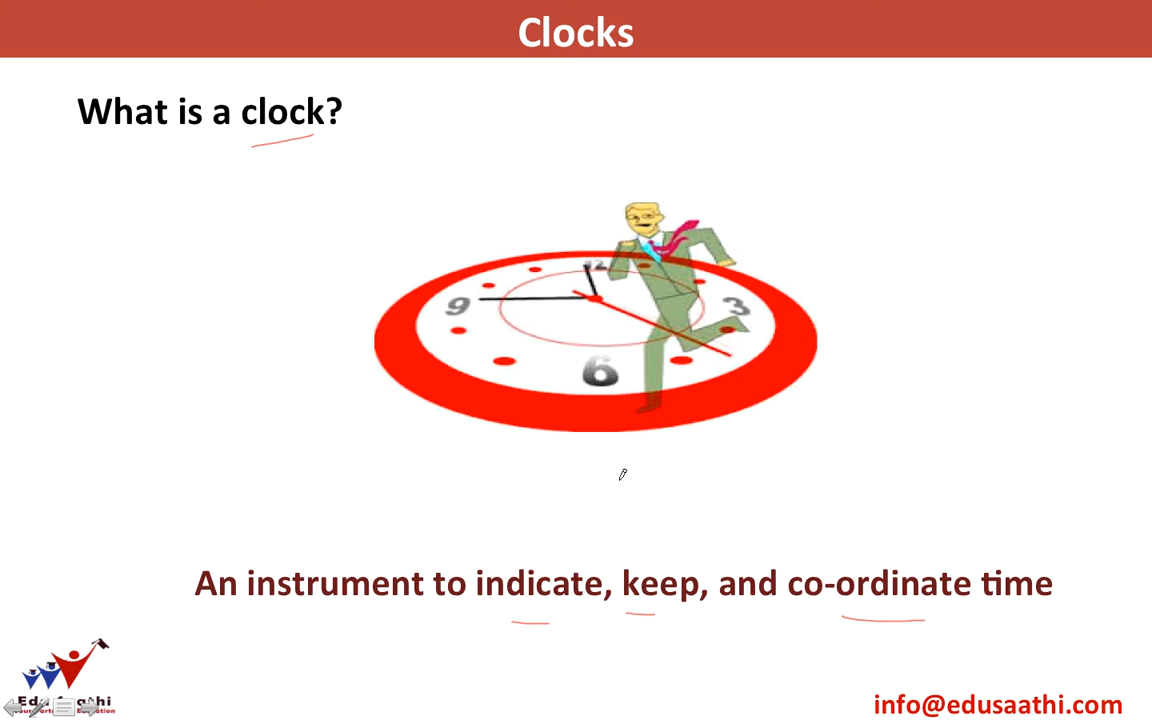 Clocks
What is a clock?
12
9
3
6
An instrument to indicate, keep, and co-ordinate time
info@edusaathi.com